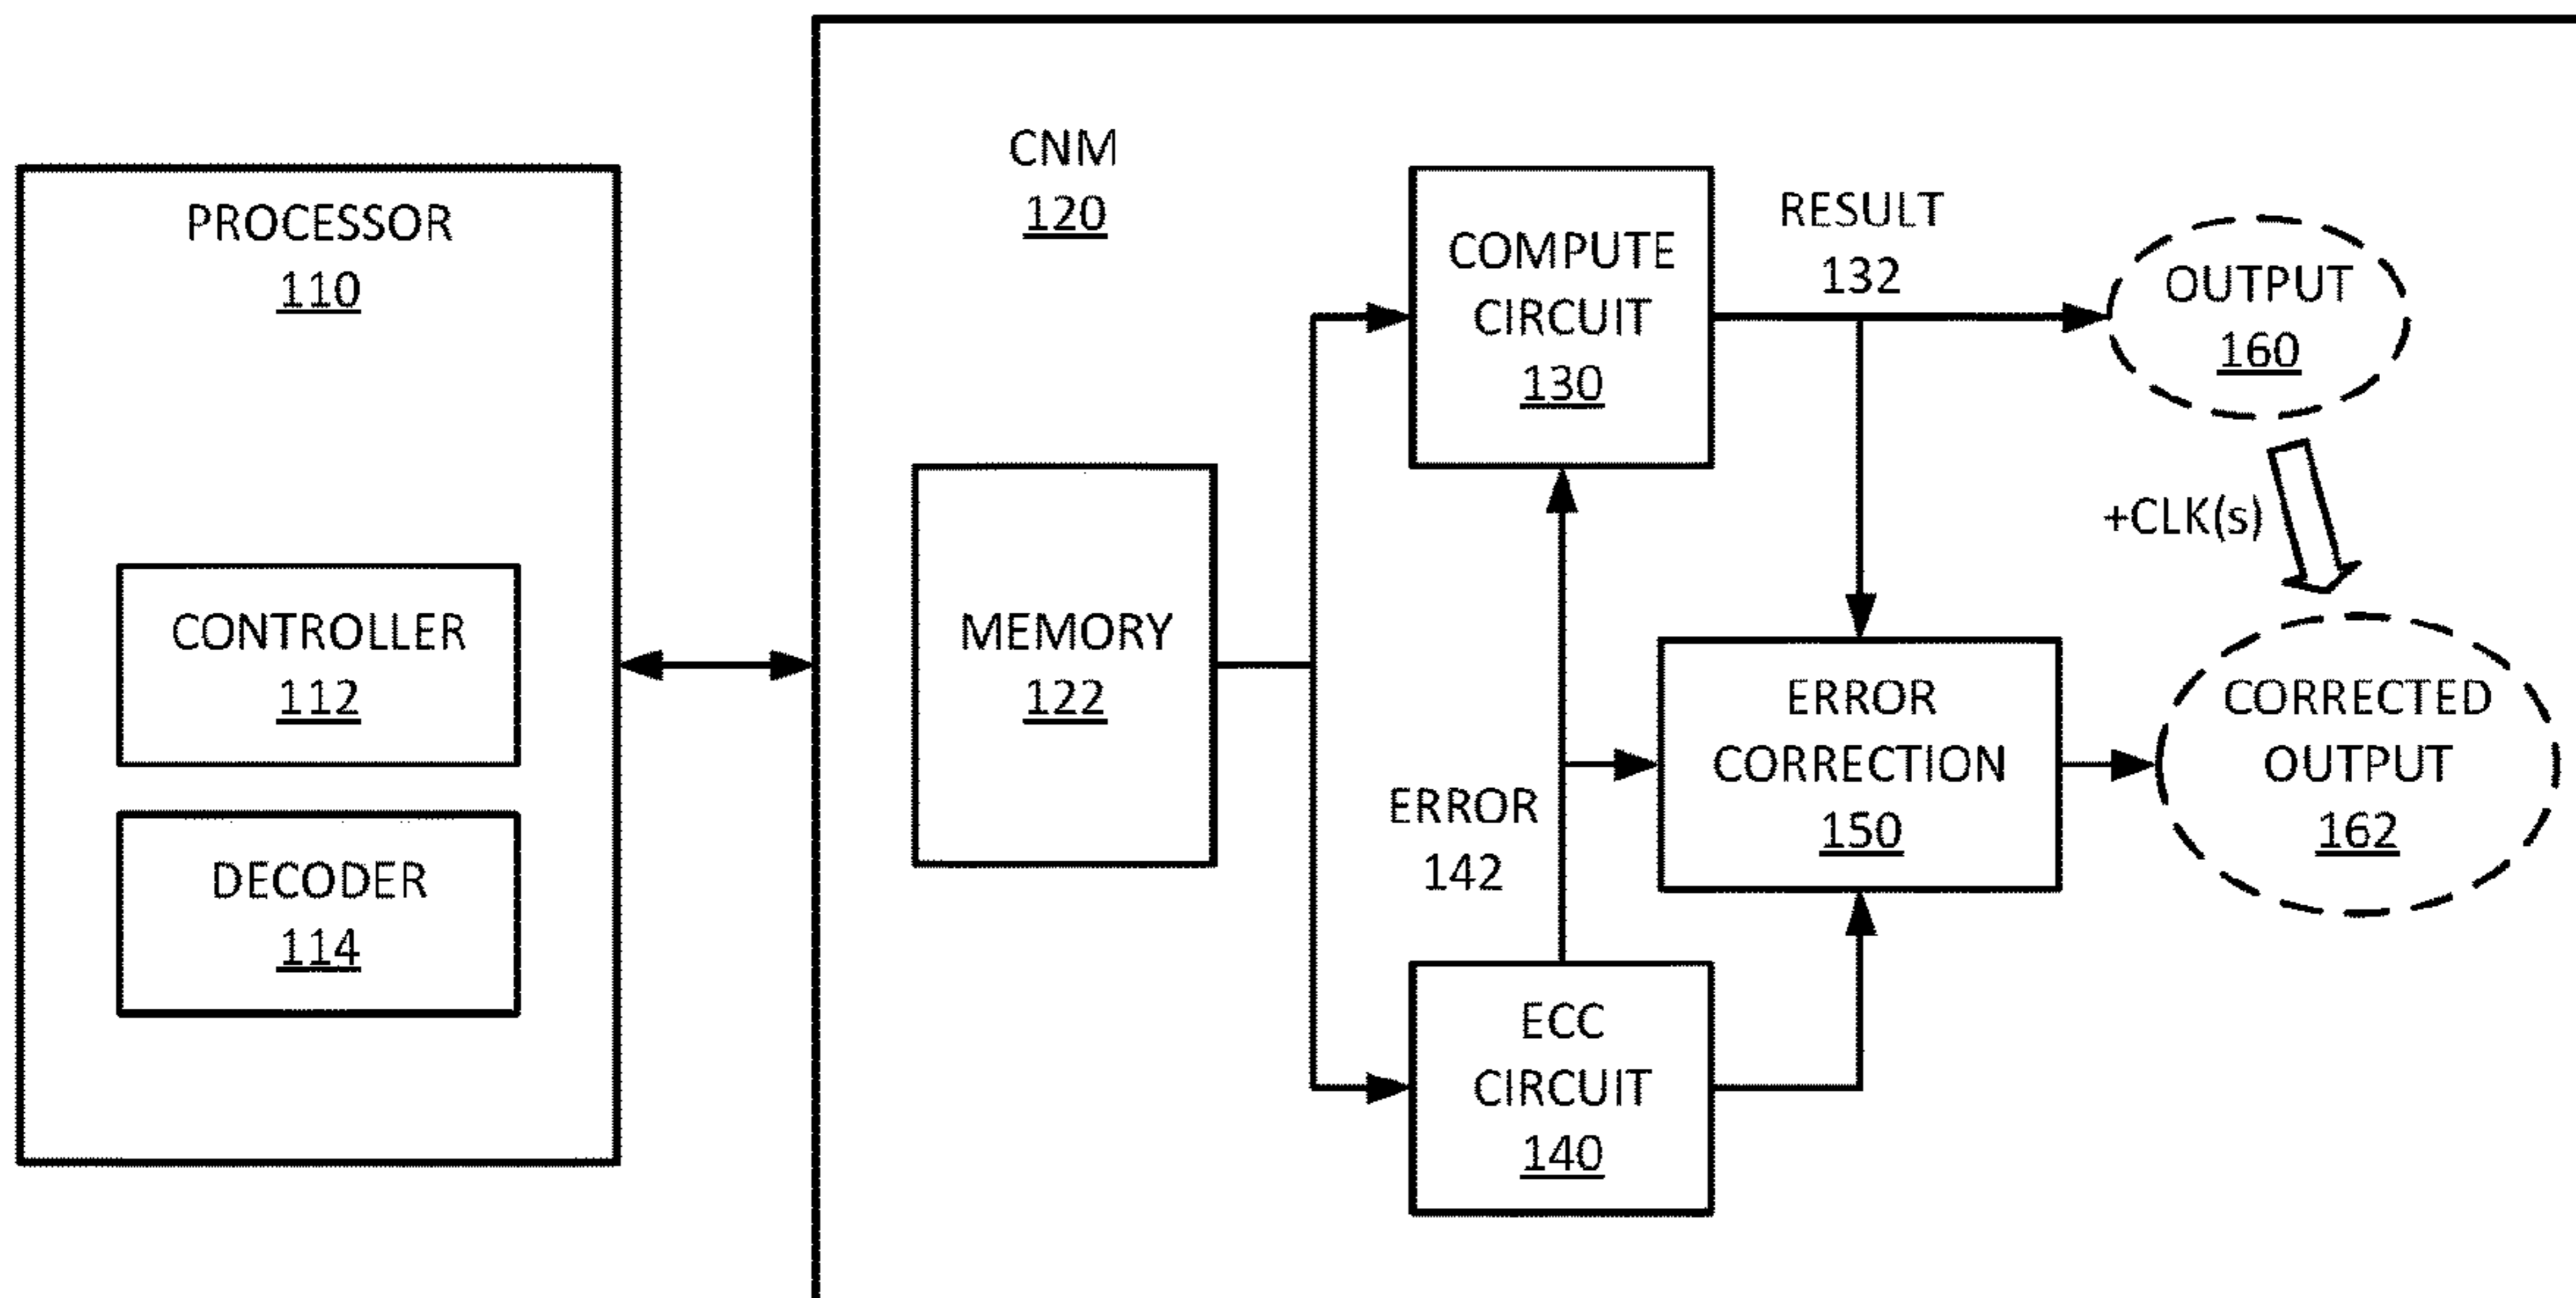 PROCESSOR
110
CONTROLLER
112
DECODER
114
CNM
120
MEMORY
122
COMPUTE
CIRCUIT
130
RESULT
132
OUTPUT
160
+CLK(s)
ERROR
142
ERROR
CORRECTION
150
CORRECTED
OUTPUT
162
ECC
CIRCUIT
140